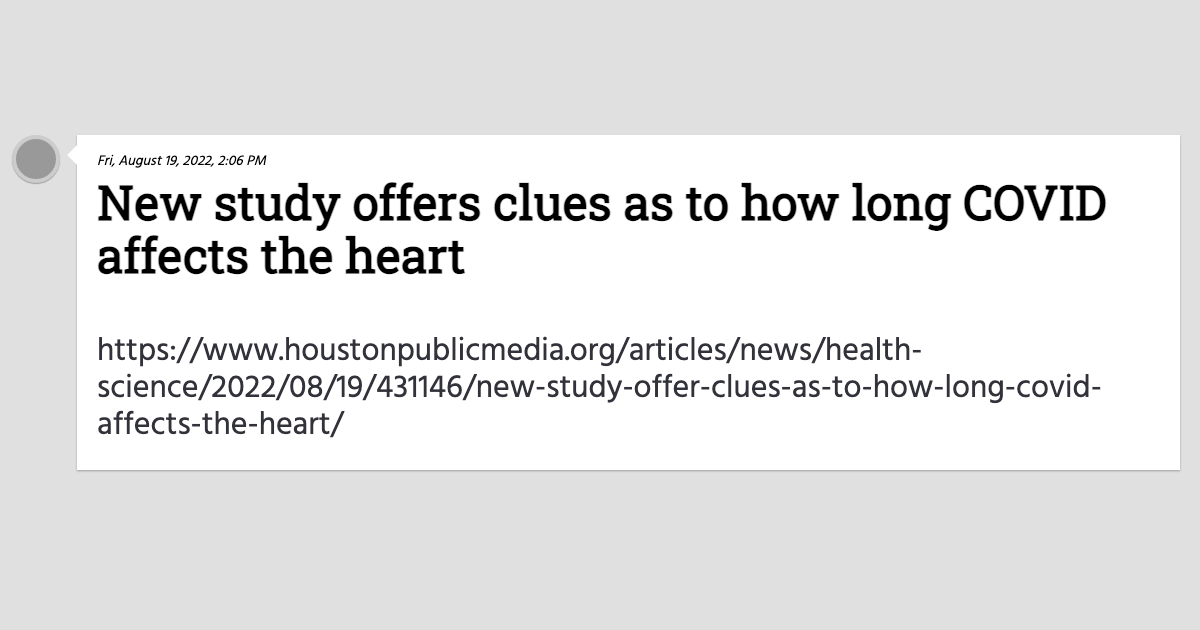 Fri, August 19, 2022, 2:06 PM
New study offers clues as to how long COVID
affects the heart
https://www.houstonpublicmedia.org/articles/news/health-
science/2022/08/19/431146/new-study-offer-clues-as-to-how-long-covid-
affects-the-heart/